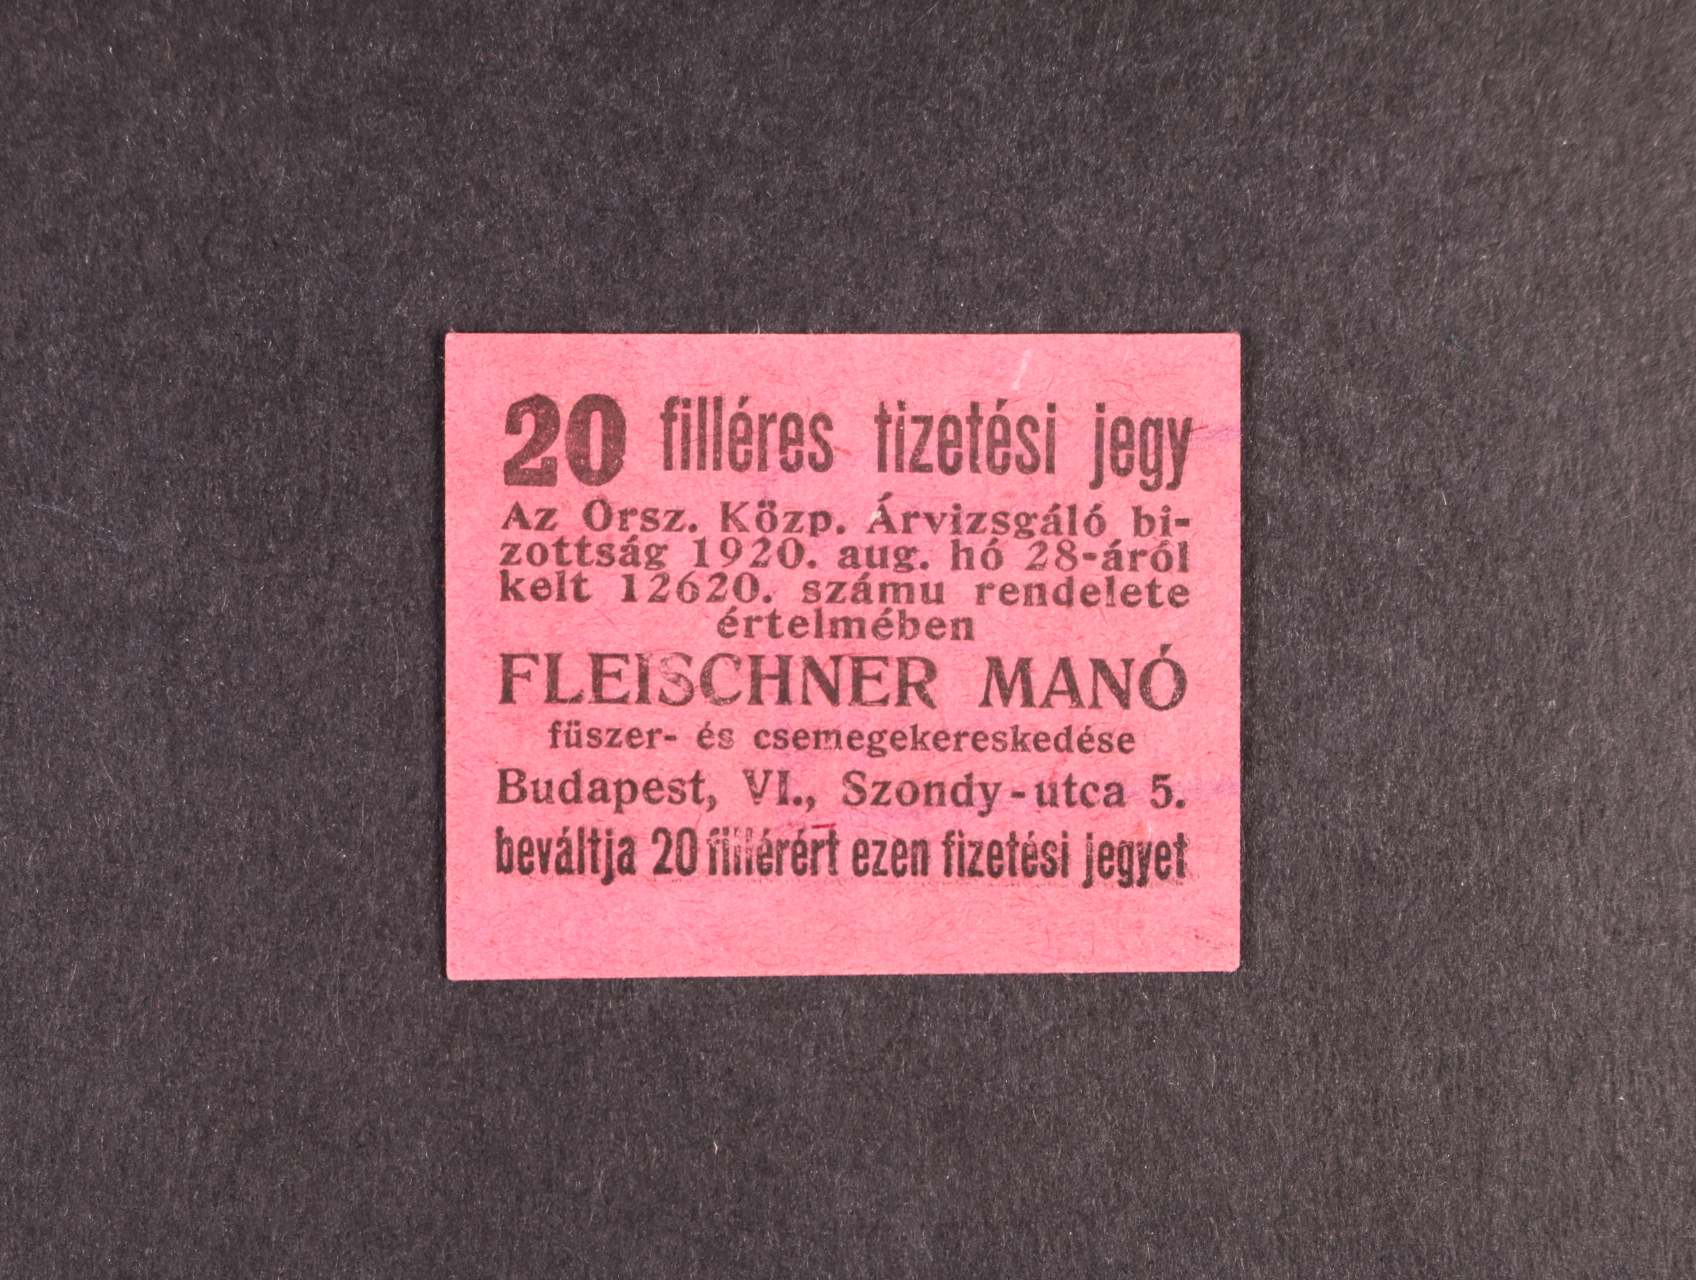 20 filléres fizetési jegy
Az Orsz. Közp. Árvizsgáló bi-
zottság 1920. aug. hó 28-áról
kelt 12620. számu rendelete
értelmében
FLEISCHNER MANÓ
füszer- és csemegekereskedése
Budapest, VI., Szondy-utca 5.
beváltja 20 fillérért ezen fizetési jegyet